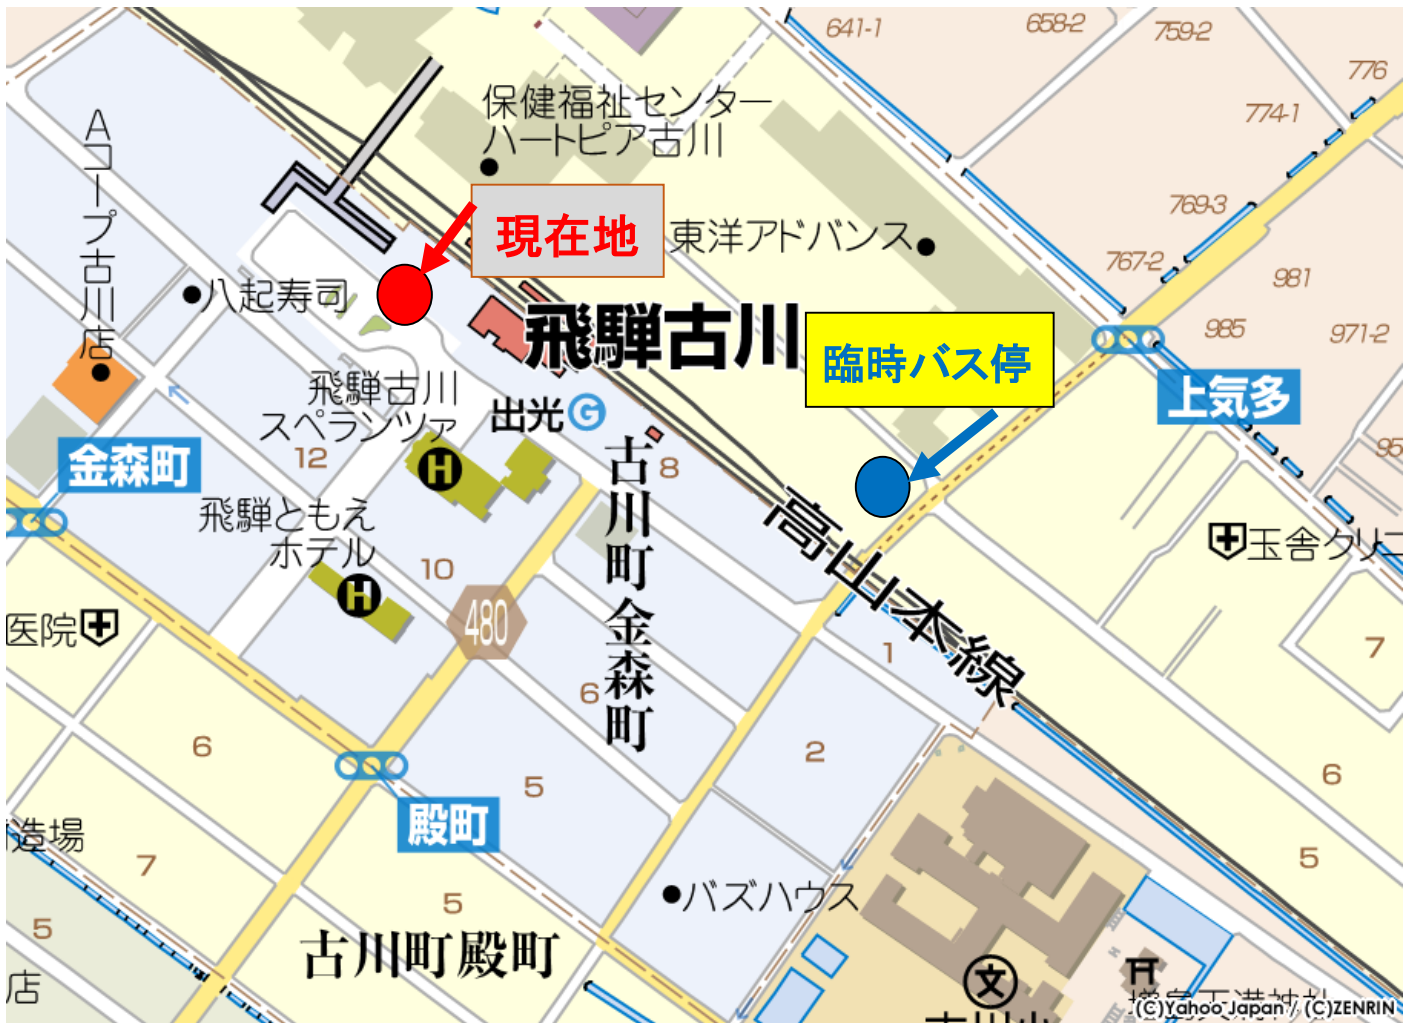 641-1
658-2
759-2
776
774-1
保健福祉センター
ハートピア古川
Aコープ古川店
769-3
現在地
東洋アドバンス
767-2
981
八起寿司
飛騨古川
985
971-2
臨時バス停
飛騨古川
スペランツァ
出光
G
上気多
12
金森町
H
古川町金森町
8
飛騨ともえ
ホテル
高山本線
玉舎クリニ
10
H
480
医院
1
7
6
6
2
5
6
殿町
造場
7
5
5
バズハウス
5
古川町殿町
文
店
(C)Yahoo Japan / (C)ZENRIN